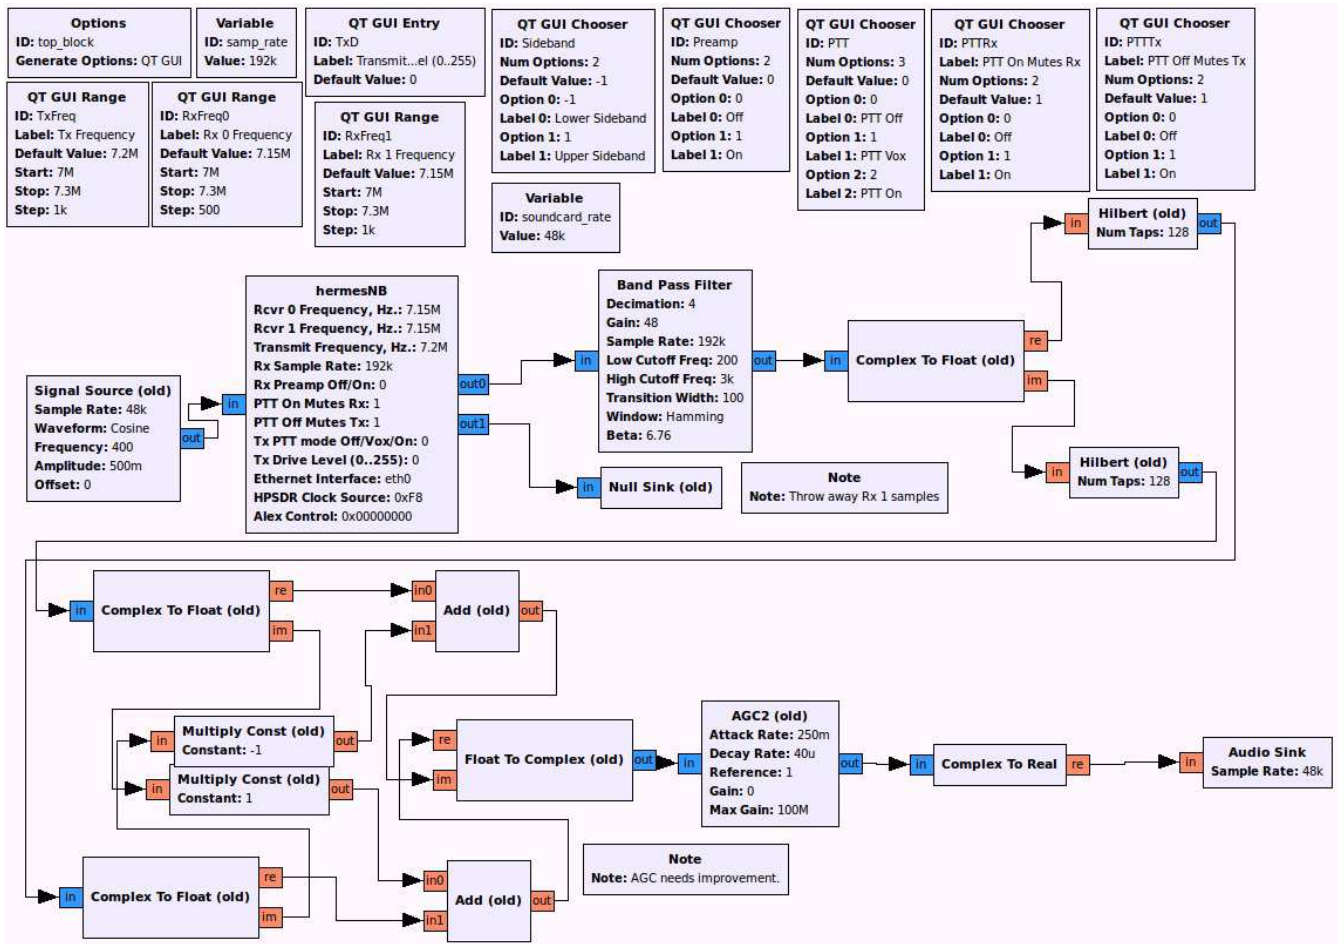 Options
ID: top_block
Generate Options: QT GUI
Variable
ID: samp_rate
Value: 192k
QT GUI Entry
ID: TxD
Label: Transmit...el (0..255)
Default Value: 0
QT GUI Chooser
ID: Sideband
Num Options: 2
Default Value: -1
Option 0: -1
Label 0: Lower Sideband
Option 1: 1
Label 1: Upper Sideband
QT GUI Chooser
ID: Preamp
Num Options: 2
Default Value: 0
Option 0: 0
Label 0: Off
Option 1: 1
Label 1: On
QT GUI Chooser
ID: PTT
Num Options: 3
Default Value: 0
Option 0: 0
Label 0: PTT Off
Option 1: 1
Label 1: PTT Vox
Option 2: 2
Label 2: PTT On
QT GUI Chooser
ID: PTTRx
Label: PTT On Mutes Rx
Num Options: 2
Default Value: 1
Option 0: 0
Label 0: Off
Option 1: 1
Label 1: On
QT GUI Chooser
ID: PTTTx
Label: PTT Off Mutes Tx
Num Options: 2
Default Value: 1
Option 0: 0
Label 0: Off
Option 1: 1
Label 1: On
QT GUI Range
ID: TxFreq
Label: Tx Frequency
Default Value: 7.2M
Start: 7M
Stop: 7.3M
Step: 1k
QT GUI Range
ID: RxFreq0
Label: Rx 0 Frequency
Default Value: 7.15M
Start: 7M
Stop: 7.3M
Step: 500
QT GUI Range
ID: RxFreq1
Label: Rx 1 Frequency
Default Value: 7.15M
Start: 7M
Stop: 7.3M
Step: 1k
Variable
ID: soundcard_rate
Value: 48k
in
Hilbert (old)
Num Taps: 128
out
Signal Source (old)
Sample Rate: 48k
Waveform: Cosine
Frequency: 400
Amplitude: 500m
Offset: 0
out
in
hermesNB
Rcvr 0 Frequency, Hz.: 7.15M
Rcvr 1 Frequency, Hz.: 7.15M
Transmit Frequency, Hz.: 7.2M
Rx Sample Rate: 192k
Rx Preamp Off/On: 0
PTT On Mutes Rx: 1
PTT Off Mutes Tx: 1
Tx PTT mode Off/Vox/On: 0
Tx Drive Level (0..255): 0
Ethernet Interface: eth0
HPSDR Clock Source: 0xF8
Alex Control: 0x00000000
out0
out1
in
Band Pass Filter
Decimation: 4
Gain: 48
Sample Rate: 192k
Low Cutoff Freq: 200
High Cutoff Freq: 3k
Transition Width: 100
Window: Hamming
Beta: 6.76
out
in
Complex To Float (old)
re
im
in
Null Sink (old)
Note
Note: Throw away Rx 1 samples
in
Hilbert (old)
Num Taps: 128
out
in
Complex To Float (old)
re
im
in0
in1
Add (old)
out
in
Multiply Const (old)
Constant: -1
out
in
Multiply Const (old)
Constant: 1
out
re
im
Float To Complex (old)
out
in
AGC2 (old)
Attack Rate: 250m
Decay Rate: 40u
Reference: 1
Gain: 0
Max Gain: 100M
out
in
Complex To Real
re
in
Audio Sink
Sample Rate: 48k
in
Complex To Float (old)
re
im
in0
in1
Add (old)
out
Note
Note: AGC needs improvement.